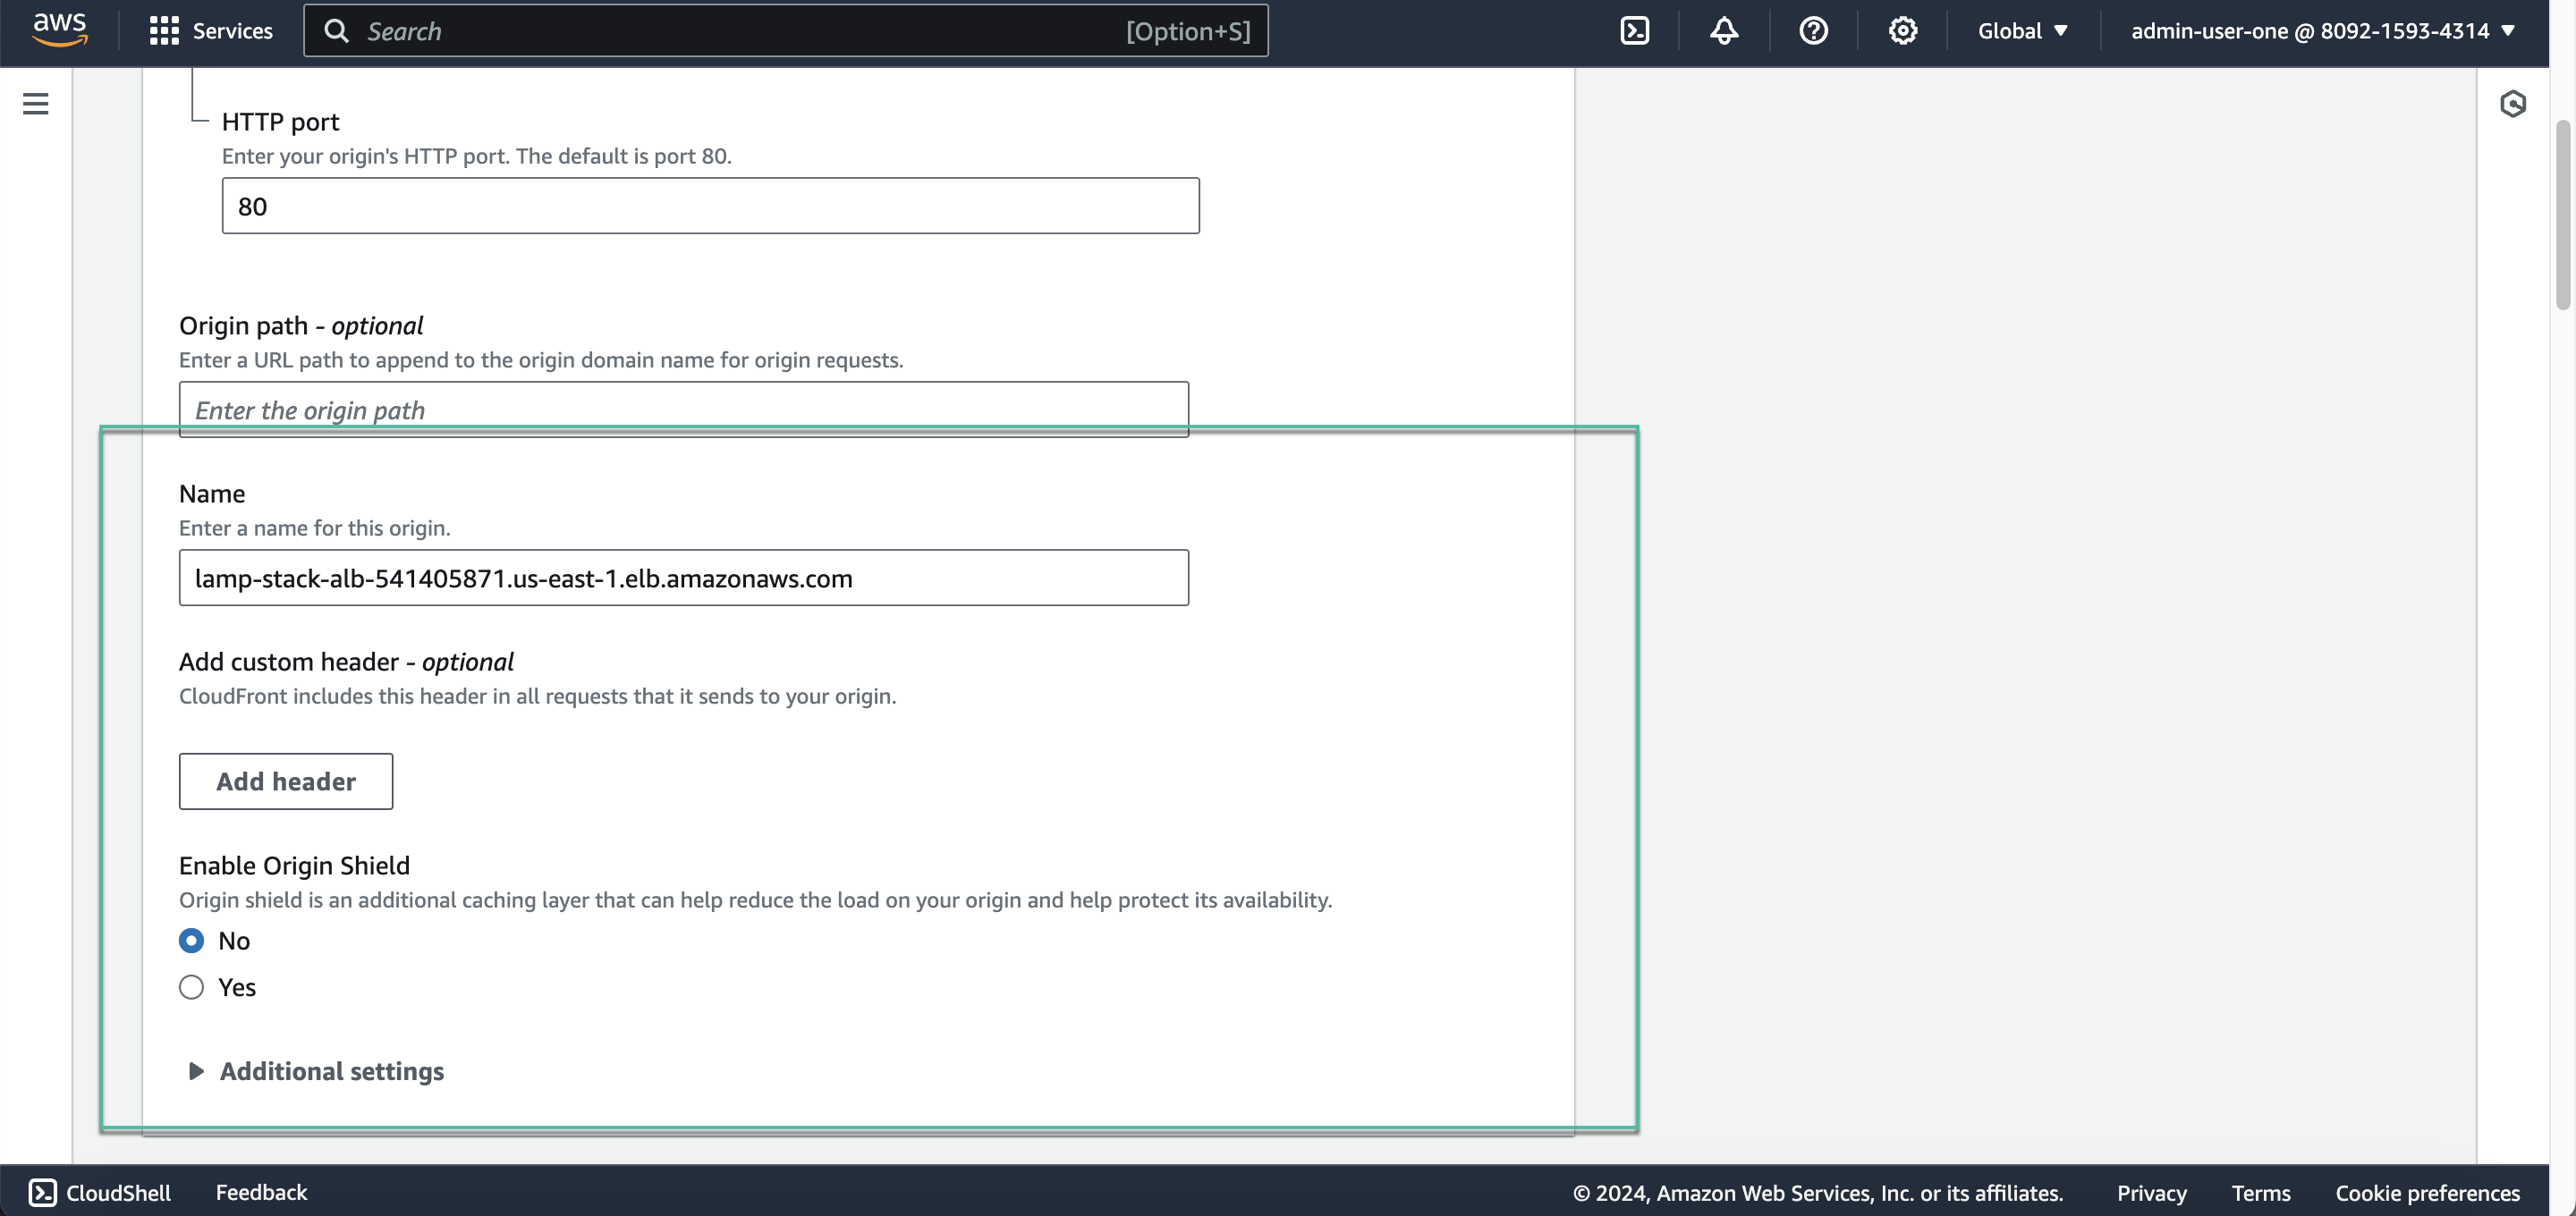 aws
Services
Search
[Option+S]
Global
admin-user-one @ 8092-1593-4314
HTTP port
Enter your origin's HTTP port. The default is port 80.
80
Origin path - optional
Enter a URL path to append to the origin domain name for origin requests.
Enter the origin path
Name
Enter a name for this origin.
lamp-stack-alb-541405871.us-east-1.elb.amazonaws.com
Add custom header - optional
CloudFront includes this header in all requests that it sends to your origin.
Add header
Enable Origin Shield
Origin shield is an additional caching layer that can help reduce the load on your origin and help protect its availability.
No
Yes
Additional settings
CloudShell
Feedback
© 2024, Amazon Web Services, Inc. or its affiliates.
Privacy
Terms
Cookie preferences